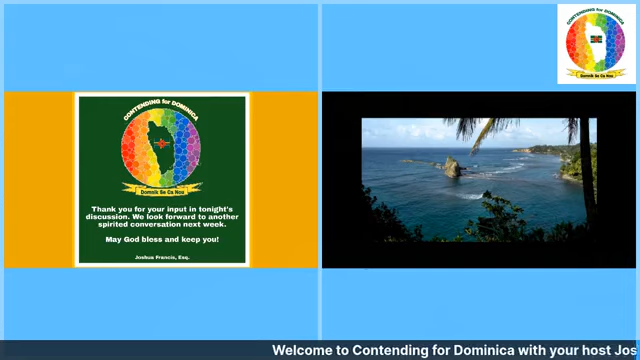 CONTENDING for DOMINICA
Domnik Se Ca Nou
Thank you for your input in tonight's
discussion. We look forward to another
spirited conversation next week.
May God bless and keep you!
Joshua Francis, Esq.
CONTENDING for DOMINICA
Domnik Se Ca Nou
Welcome to Contending for Dominica with your host Jos